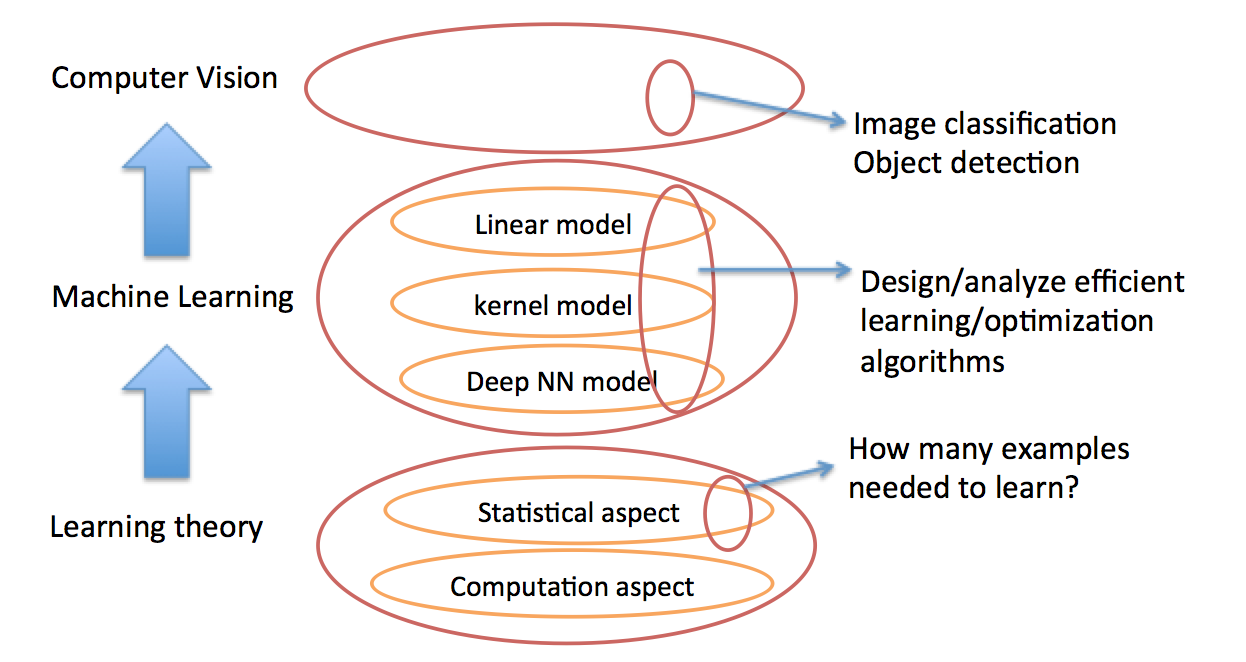 Computer Vision
Image classification
Object detection
Linear model
kernel model
Deep NN model
Machine Learning
Design/analyze efficient
learning/optimization
algorithms
How many examples
needed to learn?
Learning theory
Statistical aspect
Computation aspect